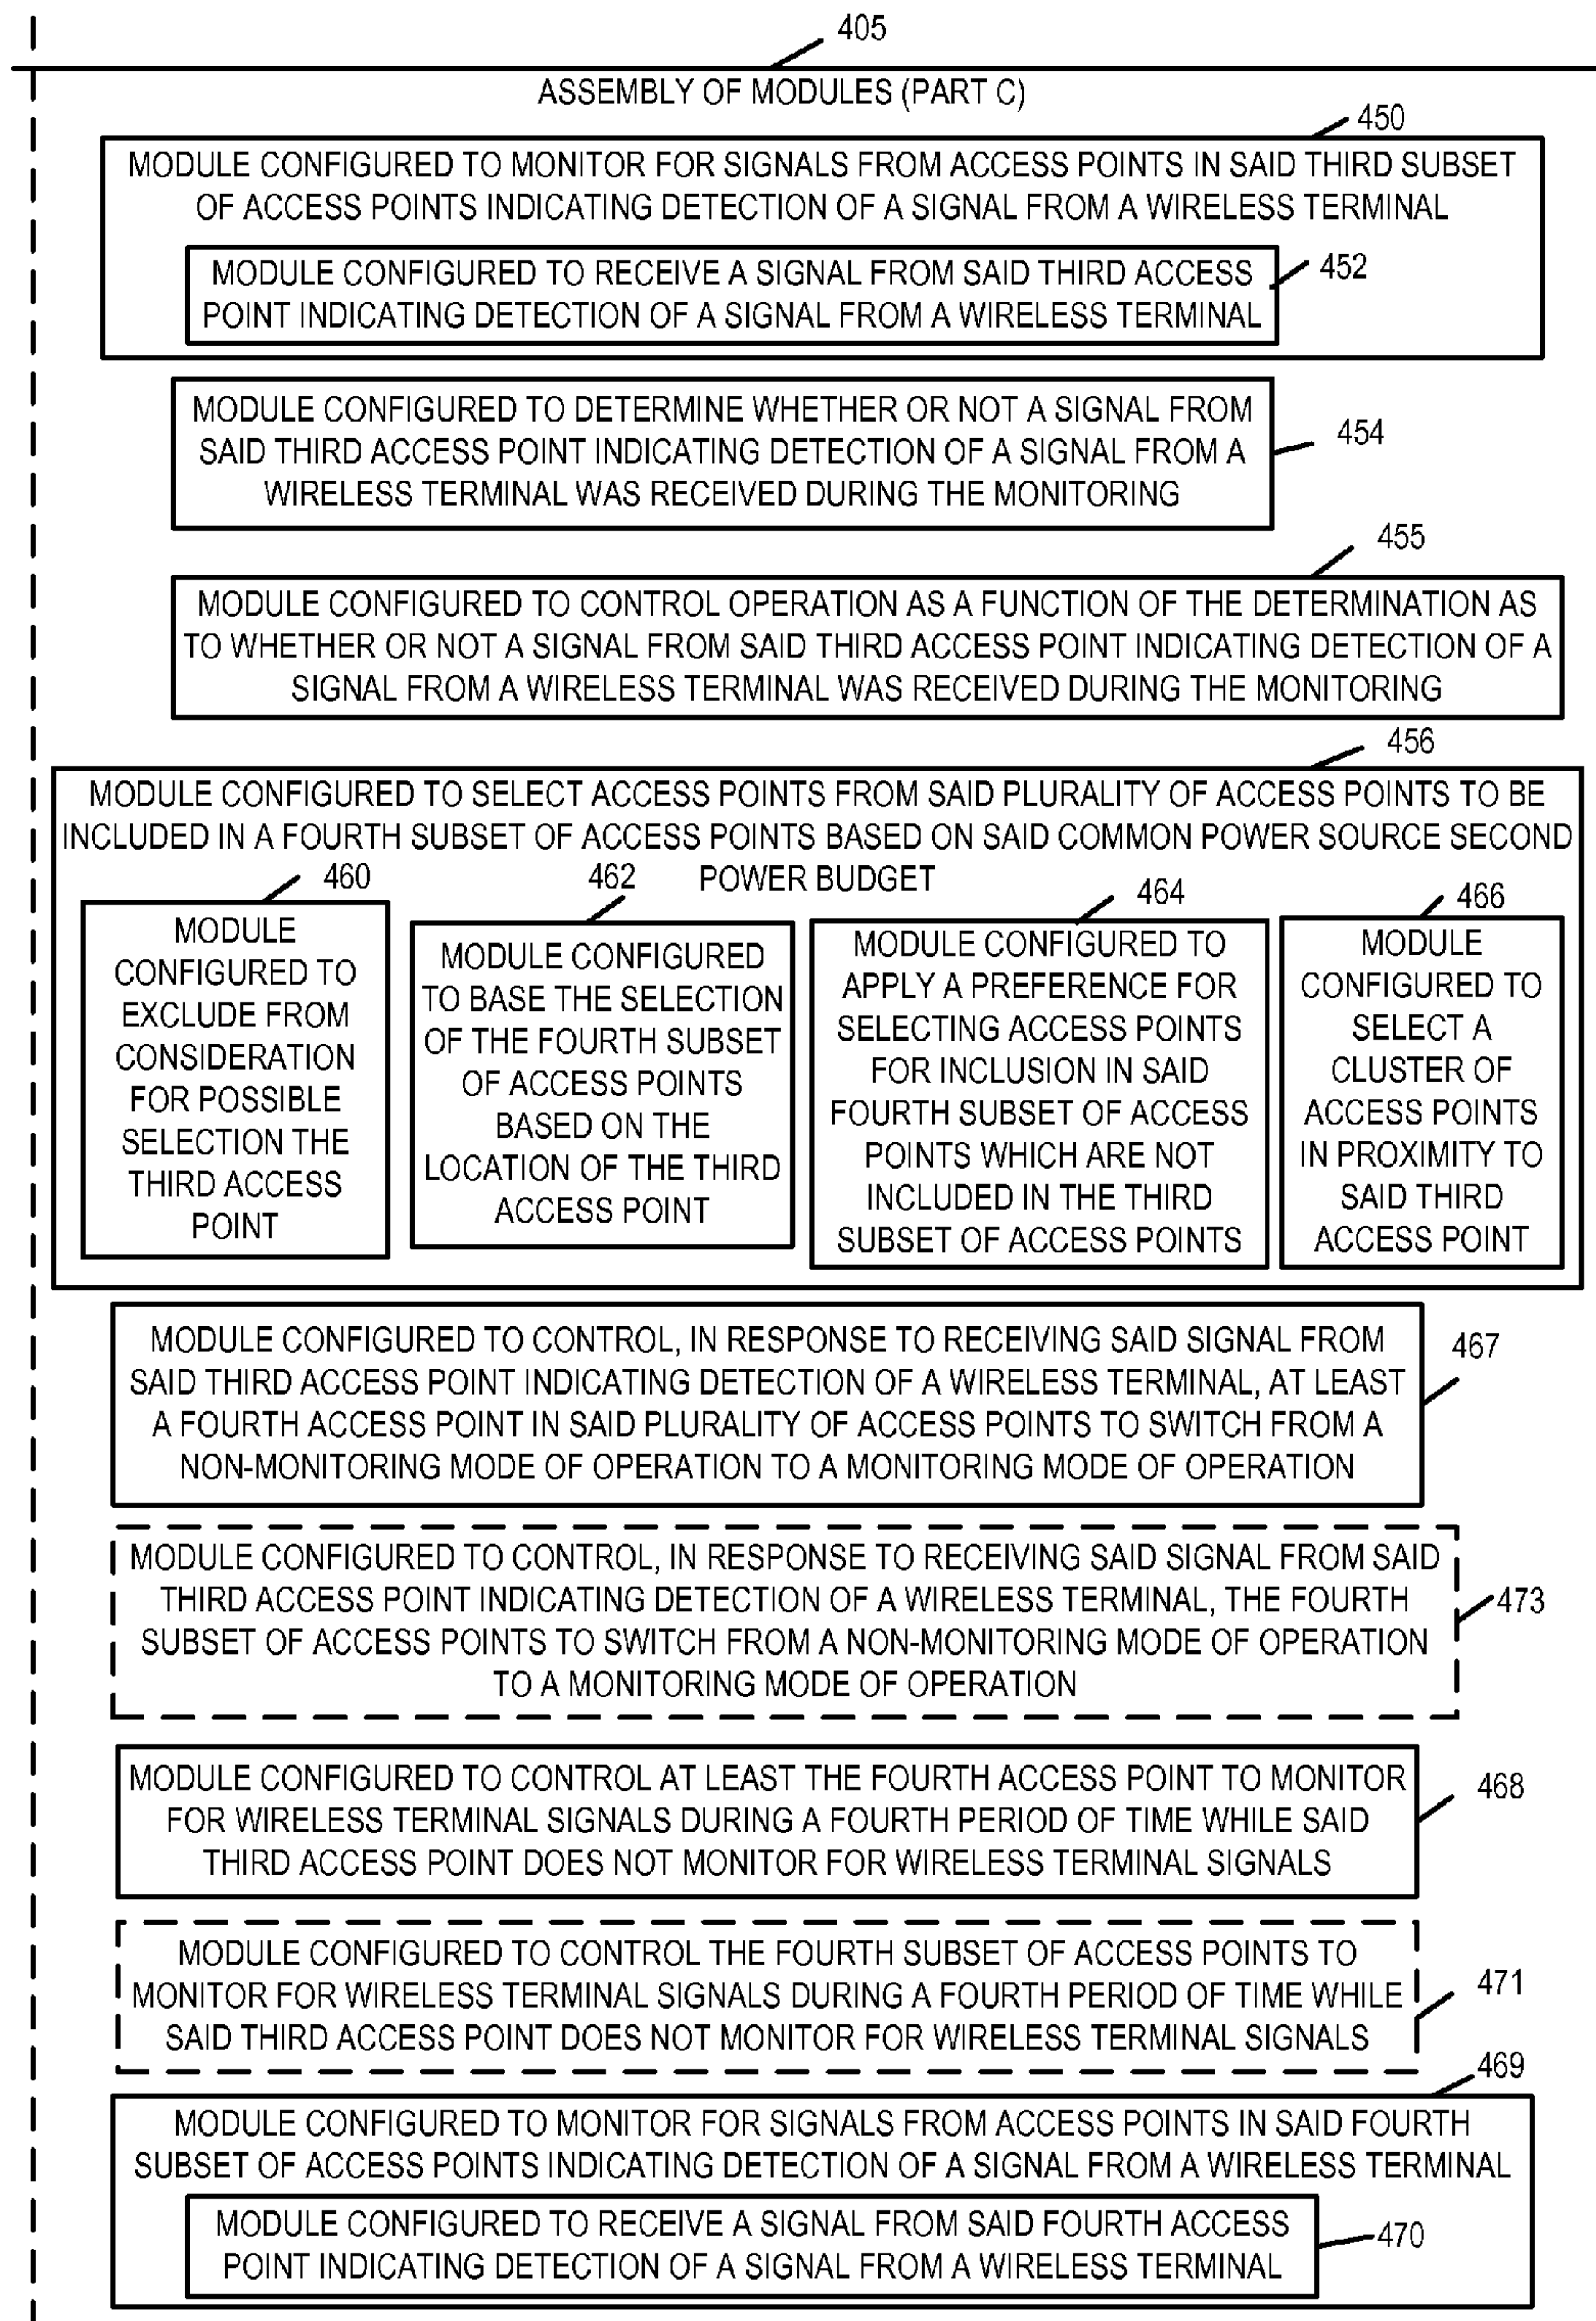 405
ASSEMBLY OF MODULES (PART C)
450
MODULE CONFIGURED TO MONITOR FOR SIGNALS FROM ACCESS POINTS IN SAID THIRD SUBSET
OF ACCESS POINTS INDICATING DETECTION OF A SIGNAL FROM A WIRELESS TERMINAL
MODULE CONFIGURED TO RECEIVE A SIGNAL FROM SAID THIRD ACCESS
POINT INDICATING DETECTION OF A SIGNAL FROM A WIRELESS TERMINAL
452
MODULE CONFIGURED TO DETERMINE WHETHER OR NOT A SIGNAL FROM
SAID THIRD ACCESS POINT INDICATING DETECTION OF A SIGNAL FROM A
WIRELESS TERMINAL WAS RECEIVED DURING THE MONITORING
454
455
MODULE CONFIGURED TO CONTROL OPERATION AS A FUNCTION OF THE DETERMINATION AS
TO WHETHER OR NOT A SIGNAL FROM SAID THIRD ACCESS POINT INDICATING DETECTION OF A
SIGNAL FROM A WIRELESS TERMINAL WAS RECEIVED DURING THE MONITORING
456
MODULE CONFIGURED TO SELECT ACCESS POINTS FROM SAID PLURALITY OF ACCESS POINTS TO BE
INCLUDED IN A FOURTH SUBSET OF ACCESS POINTS BASED ON SAID COMMON POWER SOURCE SECOND
POWER BUDGET
460
MODULE
CONFIGURED TO
EXCLUDE FROM
CONSIDERATION
FOR POSSIBLE
SELECTION THE
THIRD ACCESS
POINT
462
MODULE CONFIGURED
TO BASE THE SELECTION
OF THE FOURTH SUBSET
OF ACCESS POINTS
BASED ON THE
LOCATION OF THE THIRD
ACCESS POINT
464
MODULE CONFIGURED TO
APPLY A PREFERENCE FOR
SELECTING ACCESS POINTS
FOR INCLUSION IN SAID
FOURTH SUBSET OF ACCESS
POINTS WHICH ARE NOT
INCLUDED IN THE THIRD
SUBSET OF ACCESS POINTS
466
MODULE
CONFIGURED TO
SELECT A
CLUSTER OF
ACCESS POINTS
IN PROXIMITY TO
SAID THIRD
ACCESS POINT
MODULE CONFIGURED TO CONTROL, IN RESPONSE TO RECEIVING SAID SIGNAL FROM
SAID THIRD ACCESS POINT INDICATING DETECTION OF A WIRELESS TERMINAL, AT LEAST
A FOURTH ACCESS POINT IN SAID PLURALITY OF ACCESS POINTS TO SWITCH FROM A
NON-MONITORING MODE OF OPERATION TO A MONITORING MODE OF OPERATION
467
MODULE CONFIGURED TO CONTROL, IN RESPONSE TO RECEIVING SAID SIGNAL FROM SAID
THIRD ACCESS POINT INDICATING DETECTION OF A WIRELESS TERMINAL, THE FOURTH
SUBSET OF ACCESS POINTS TO SWITCH FROM A NON-MONITORING MODE OF OPERATION
TO A MONITORING MODE OF OPERATION
473
MODULE CONFIGURED TO CONTROL AT LEAST THE FOURTH ACCESS POINT TO MONITOR
FOR WIRELESS TERMINAL SIGNALS DURING A FOURTH PERIOD OF TIME WHILE SAID
THIRD ACCESS POINT DOES NOT MONITOR FOR WIRELESS TERMINAL SIGNALS
468
MODULE CONFIGURED TO CONTROL THE FOURTH SUBSET OF ACCESS POINTS TO
MONITOR FOR WIRELESS TERMINAL SIGNALS DURING A FOURTH PERIOD OF TIME WHILE
SAID THIRD ACCESS POINT DOES NOT MONITOR FOR WIRELESS TERMINAL SIGNALS
471
469
MODULE CONFIGURED TO MONITOR FOR SIGNALS FROM ACCESS POINTS IN SAID FOURTH
SUBSET OF ACCESS POINTS INDICATING DETECTION OF A SIGNAL FROM A WIRELESS TERMINAL
MODULE CONFIGURED TO RECEIVE A SIGNAL FROM SAID FOURTH ACCESS
POINT INDICATING DETECTION OF A SIGNAL FROM A WIRELESS TERMINAL
470